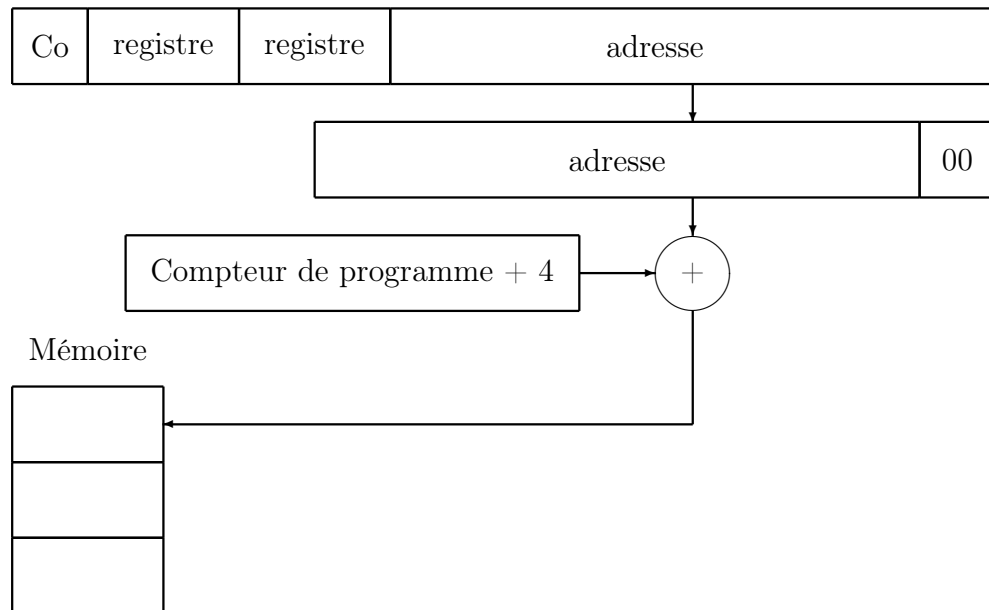 Co registre registre adresse
adresse 00
Compteur de programme + 4 +
Mémoire